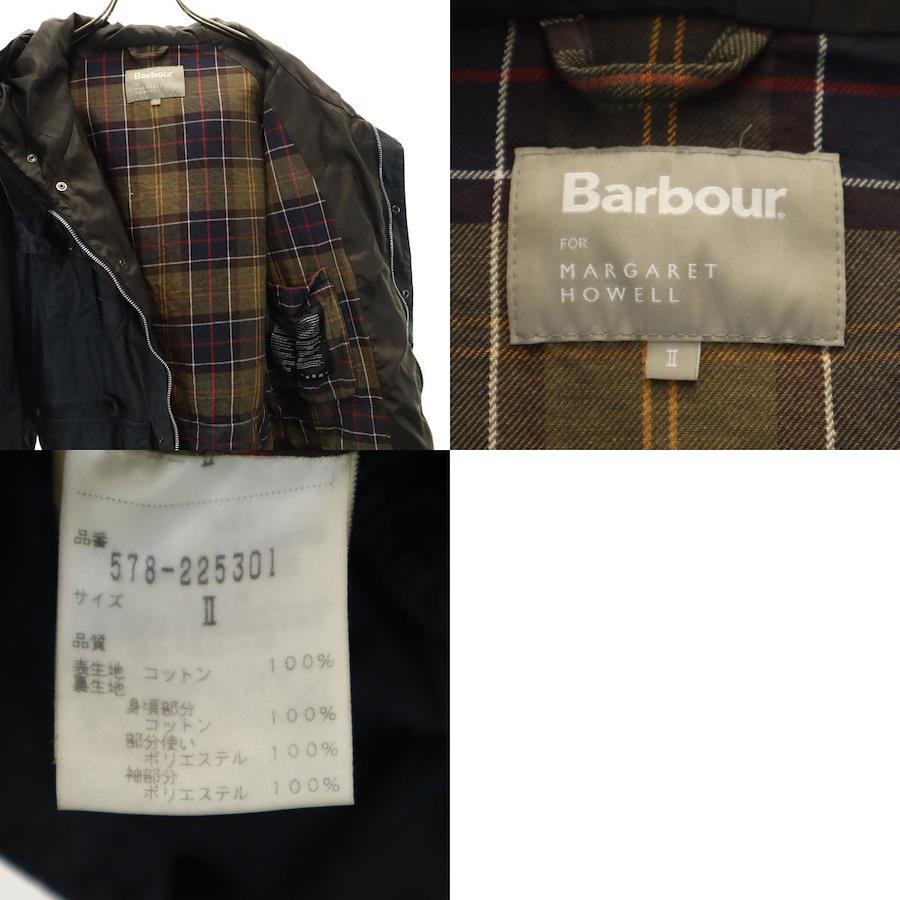 Barbour
FOR
MARGARET
HOWELL
Barbour
FOR
MARGARET
HOWELL
II
品番
578-225301
サイズ
II
品質
表生地 コットン 100%
裏生地
身頃部分
コットン 100%
部分使い
ポリエステル 100%
袖部分
ポリエステル 100%